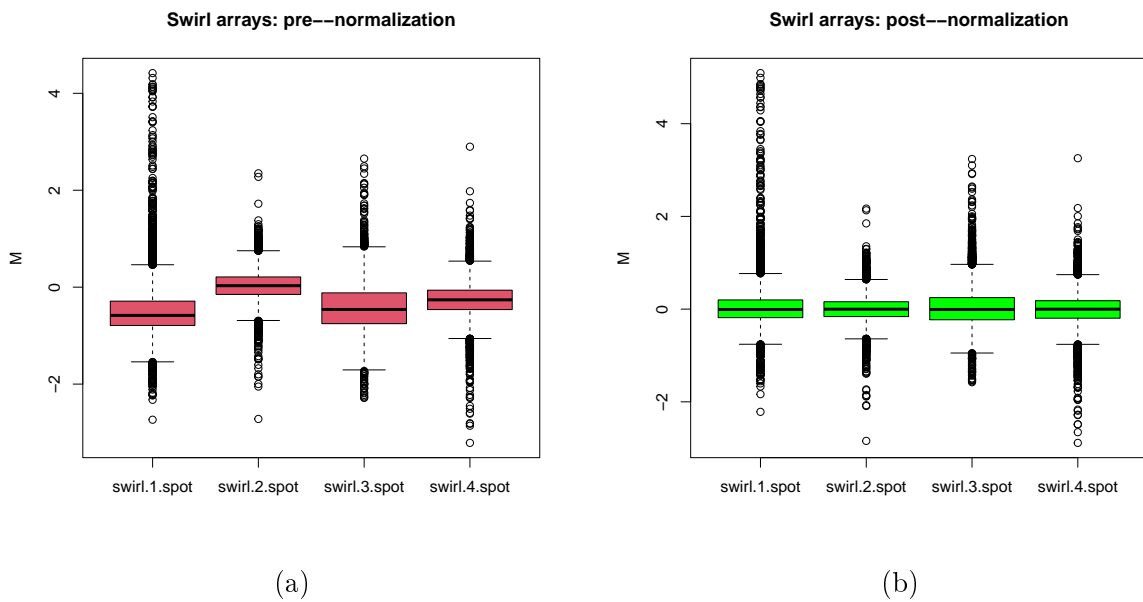 Swirl arrays: pre−−normalization
M
4
2
0
−2
swirl.1.spot swirl.2.spot swirl.3.spot swirl.4.spot
(a)
Swirl arrays: post−−normalization
M
4
2
0
−2
swirl.1.spot swirl.2.spot swirl.3.spot swirl.4.spot
(b)